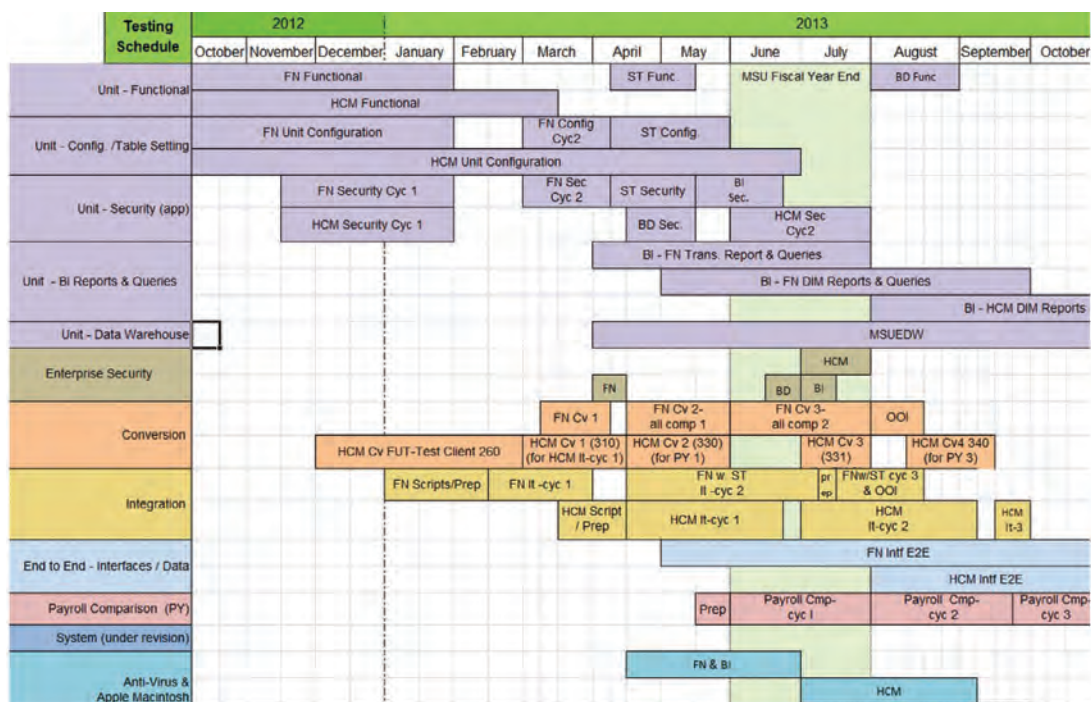 Testing
Schedule
2012
2013
October
November
December
January
February
March
April
May
June
July
August
September
October
Unit - Functional
FN Functional
ST Func.
MSU Fiscal Year End
BD Func
HCM Functional
Unit - Config. /Table Setting
FN Unit Configuration
FN Config
Cyc2
ST Config.
HCM Unit Configuration
Unit - Security (app)
FN Security Cyc 1
FN Sec
Cyc 2
ST Security
BI
Sec.
HCM Security Cyc 1
BD Sec.
HCM Sec
Cyc2
Unit - BI Reports & Queries
BI - FN Trans. Report & Queries
BI - FN DIM Reports & Queries
BI - HCM DIM Reports
Unit - Data Warehouse
MSUEDW
Enterprise Security
HCM
FN
BD
BI
Conversion
FN Cv 1
FN Cv 2-
all comp 1
FN Cv 3-
all comp 2
OOI
HCM Cv FUT-Test Client 260
HCM Cv 1 (310)
(for HCM It-cyc 1)
HCM Cv 2 (330)
(for PY 1)
HCM Cv 3
(331)
HCM Cv4 340
(for PY 3)
Integration
FN Scripts/Prep
FN It -cyc 1
FN w. ST
It -cyc 2
pr
ep
FNw/ST cyc 3
& OOI
HCM Script
/ Prep
HCM It-cyc 1
HCM
It-cyc 2
HCM
It-3
End to End - Interfaces / Data
FN Intf E2E
HCM Intf E2E
Payroll Comparison (PY)
Prep
Payroll Cmp-
cyc I
Payroll Cmp-
cyc 2
Payroll Cmp-
cyc 3
System (under revision)
Anti-Virus &
Apple Macintosh
FN & BI
HCM